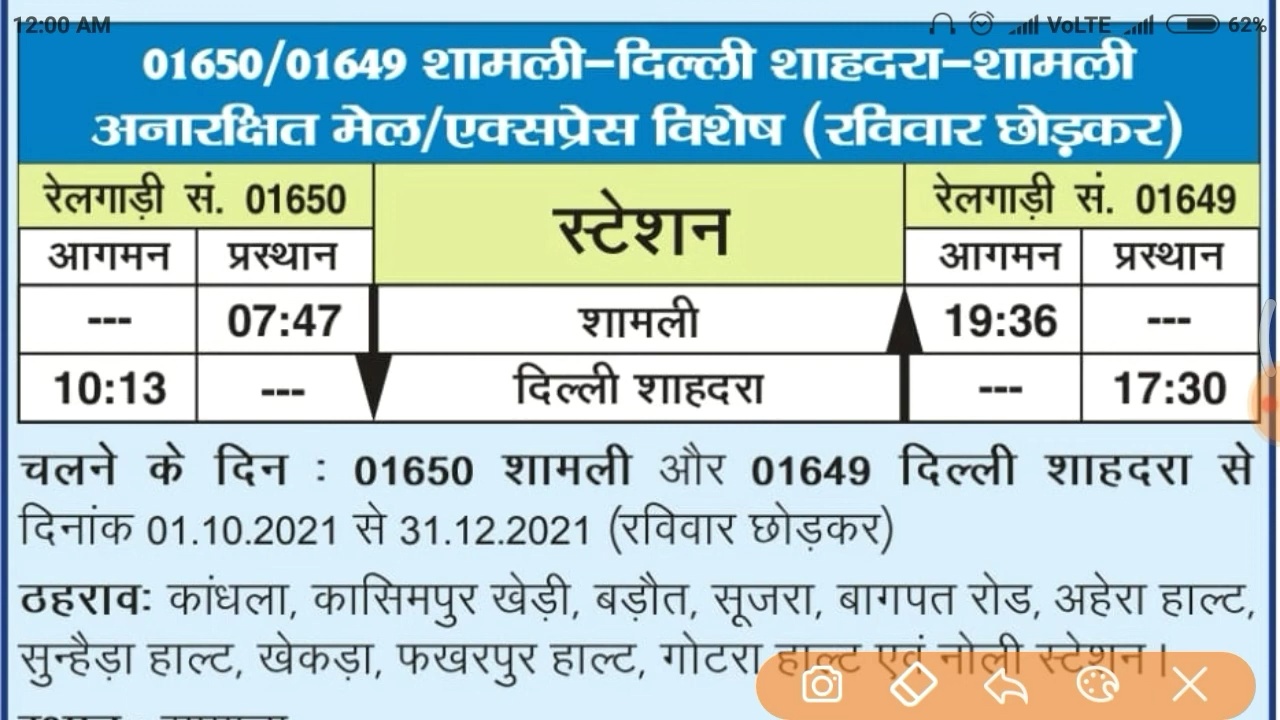 12:00 AM VoLTE 62%
01650/01649 शामली-दिल्ली शाहदरा-शामली
अनारक्षित मेल/एक्सप्रेस विशेष (रविवार छोड़कर)
रेलगाड़ी सं. 01650 स्टेशन रेलगाड़ी सं. 01649
आगमन प्रस्थान आगमन प्रस्थान
--- 07:47 शामली 19:36 ---
10:13 --- दिल्ली शाहदरा --- 17:30
चलने के दिन : 01650 शामली और 01649 दिल्ली शाहदरा से
दिनांक 01.10.2021 से 31.12.2021 (रविवार छोड़कर)
ठहराव: कांधला, कासिमपुर खेड़ी, बड़ौत, सूजरा, बागपत रोड, अहेरा हाल्ट,
सुन्हैड़ा हाल्ट, खेकड़ा, फखरपुर हाल्ट, गोटरा हाल्ट एवं नोली स्टेशन।